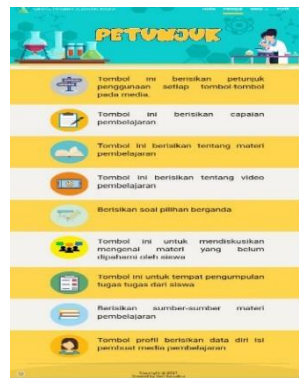 PETUNJUK
Tombol ini berisikan petunjuk
penggunaan setiap tombol-tombol
pada media.
Tombol ini berisikan capaian
pembelajaran
Tombol ini berisikan tentang materi
pembelajaran
Tombol ini berisikan tentang video
pembelajaran
Berisikan soal pilihan berganda
Tombol ini untuk mendiskusikan
mengenai materi yang belum
dipahami oleh siswa
Tombol ini untuk tempat pengumpulan
tugas tugas dari siswa
Berisikan sumber-sumber materi
pembelajaran
Tombol profil berisikan data diri isi
pembuat media pembelajaran